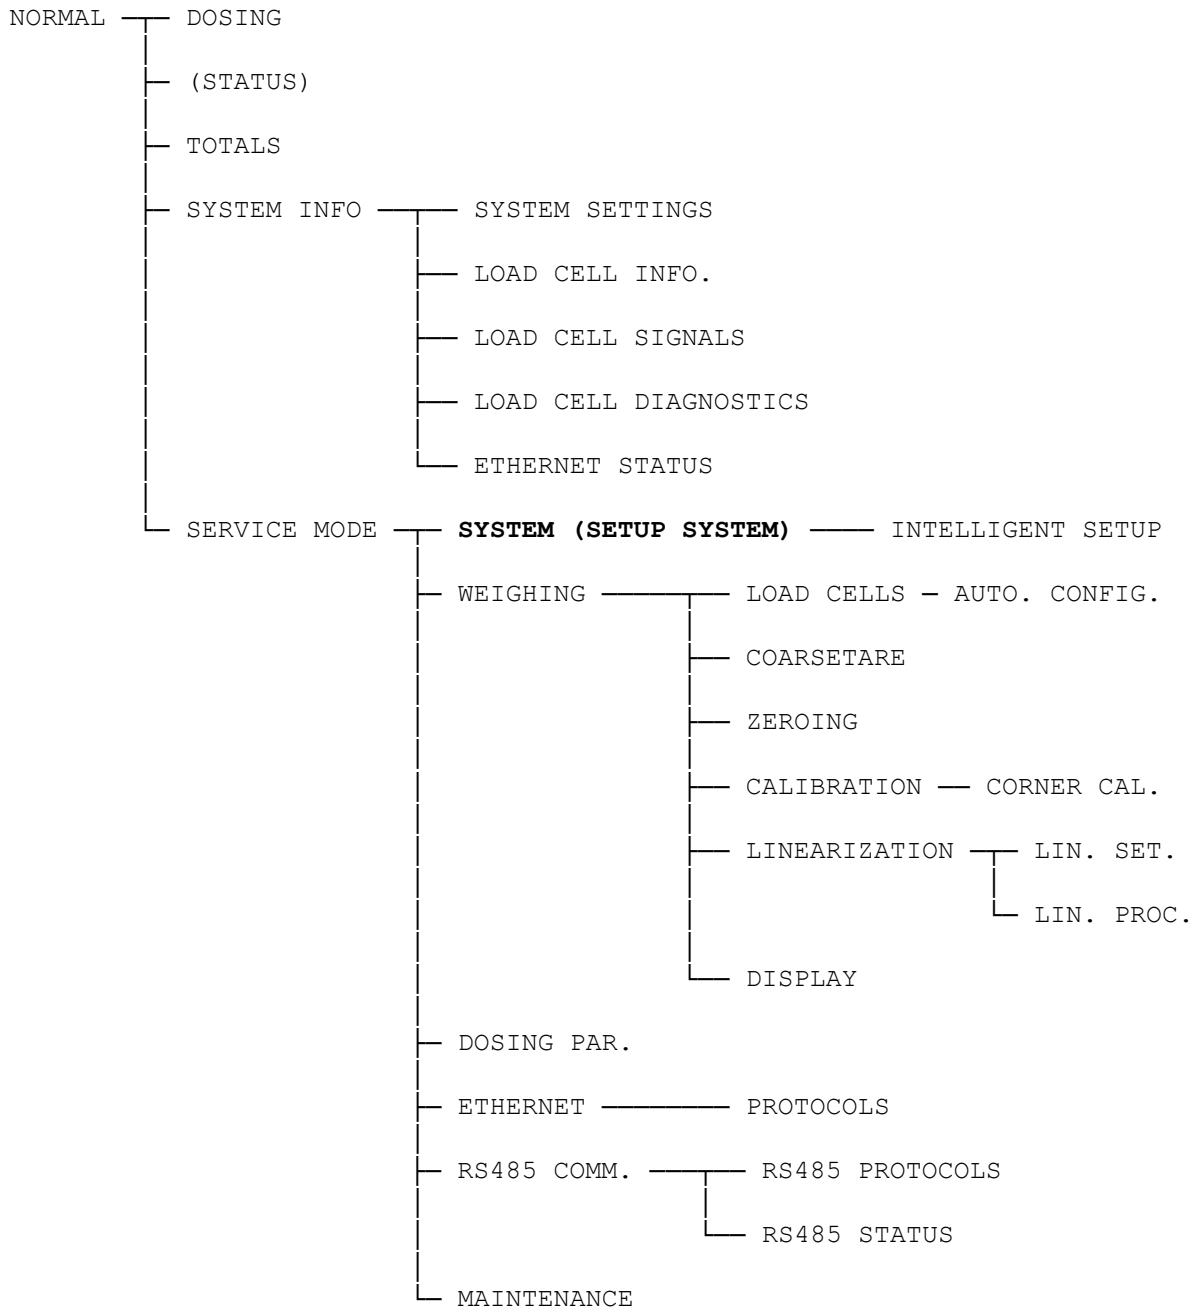 NORMAL DOSING
(STATUS)
TOTALS
SYSTEM INFO SYSTEM SETTINGS
LOAD CELL INFO.
LOAD CELL SIGNALS
LOAD CELL DIAGNOSTICS
ETHERNET STATUS
SERVICE MODE SYSTEM (SETUP SYSTEM) INTELLIGENT SETUP
WEIGHING LOAD CELLS AUTO. CONFIG.
COARSETARE
ZEROING
CALIBRATION CORNER CAL.
LINEARIZATION LIN. SET.
LIN. PROC.
DISPLAY
DOSING PAR.
ETHERNET PROTOCOLS
RS485 COMM. RS485 PROTOCOLS
RS485 STATUS
MAINTENANCE